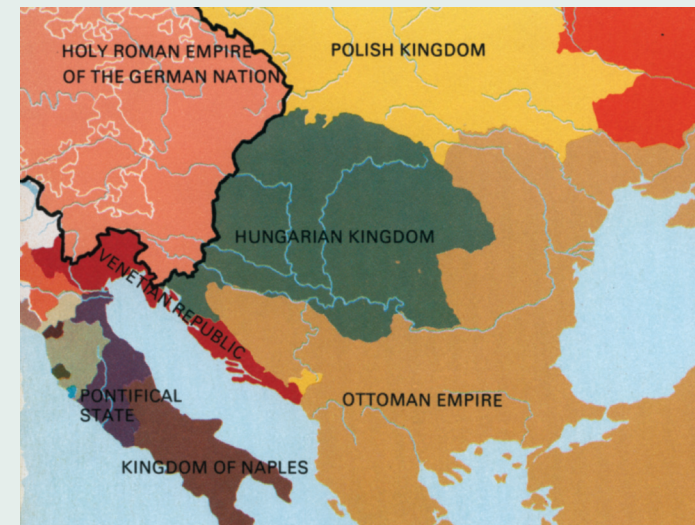 HOLY ROMAN EMPIRE
OF THE GERMAN NATION
POLISH KINGDOM
HUNGARIAN KINGDOM
VENETIAN REPUBLIC
PONTIFICAL
STATE
OTTOMAN EMPIRE
KINGDOM OF NAPLES